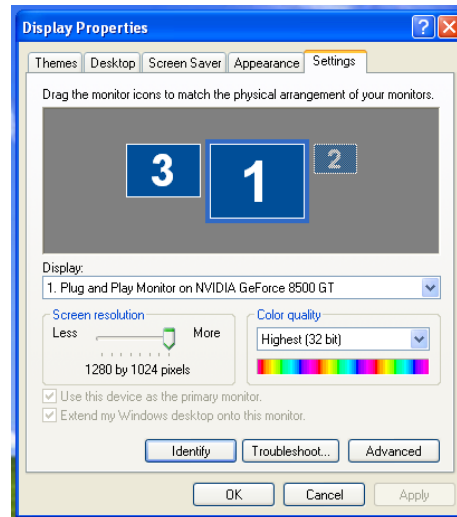 Display Properties
Themes Desktop Screen Saver Appearance Settings
Drag the monitor icons to match the physical arrangement of your monitors.
3 1 2
Display:
1. Plug and Play Monitor on NVIDIA GeForce 8500 GT
Screen resolution
Less More
1280 by 1024 pixels
Color quality
Highest (32 bit)
Use this device as the primary monitor.
Extend my Windows desktop onto this monitor.
Identify Troubleshoot... Advanced
OK Cancel Apply